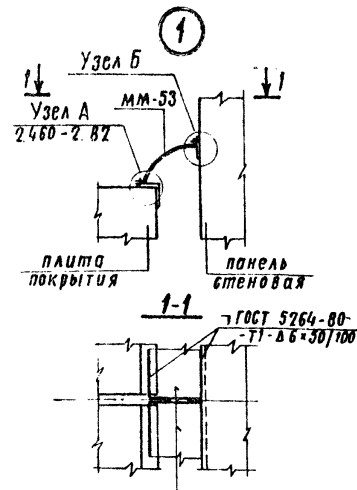 1
Узел Б
1
1
Узел А
мм-53
2.460-2.82
плита
покрытия
панель
стеновая
1-1
ГОСТ 5264-80-
-Т1-Δ6×50/100